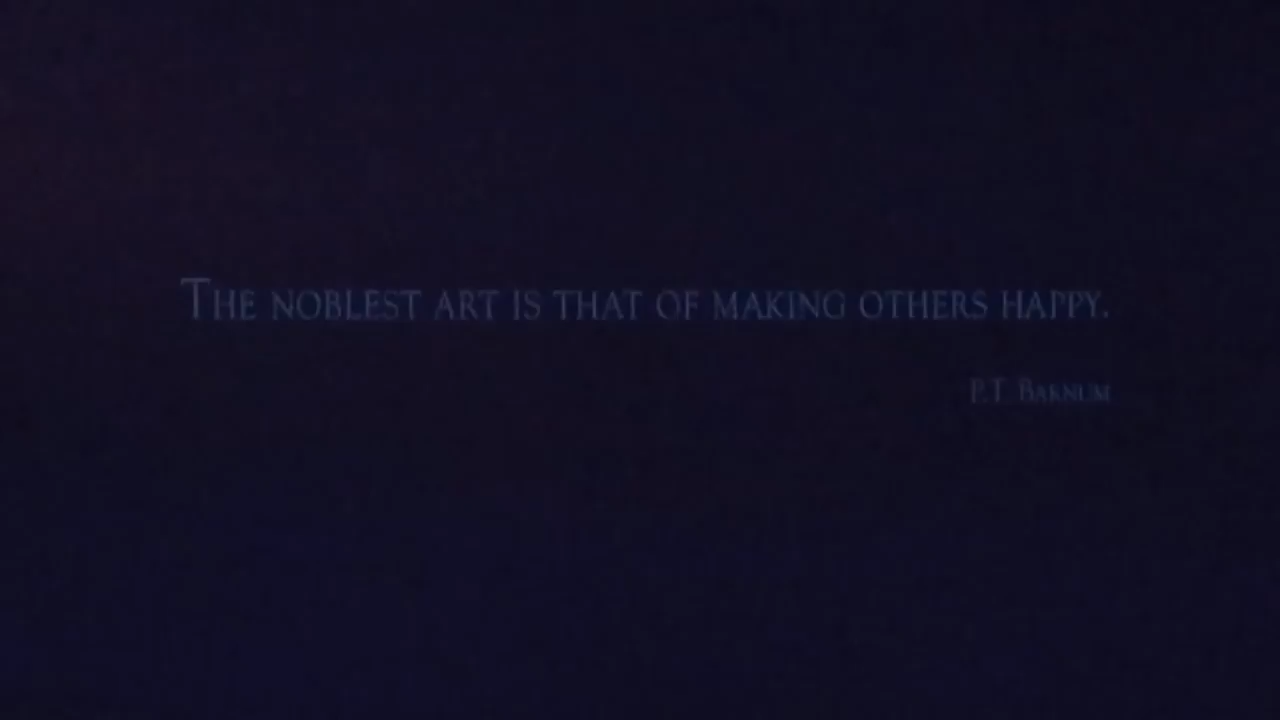 THE NOBLEST ART IS THAT OF MAKING OTHERS HAPPY.
P.T. BARNUM